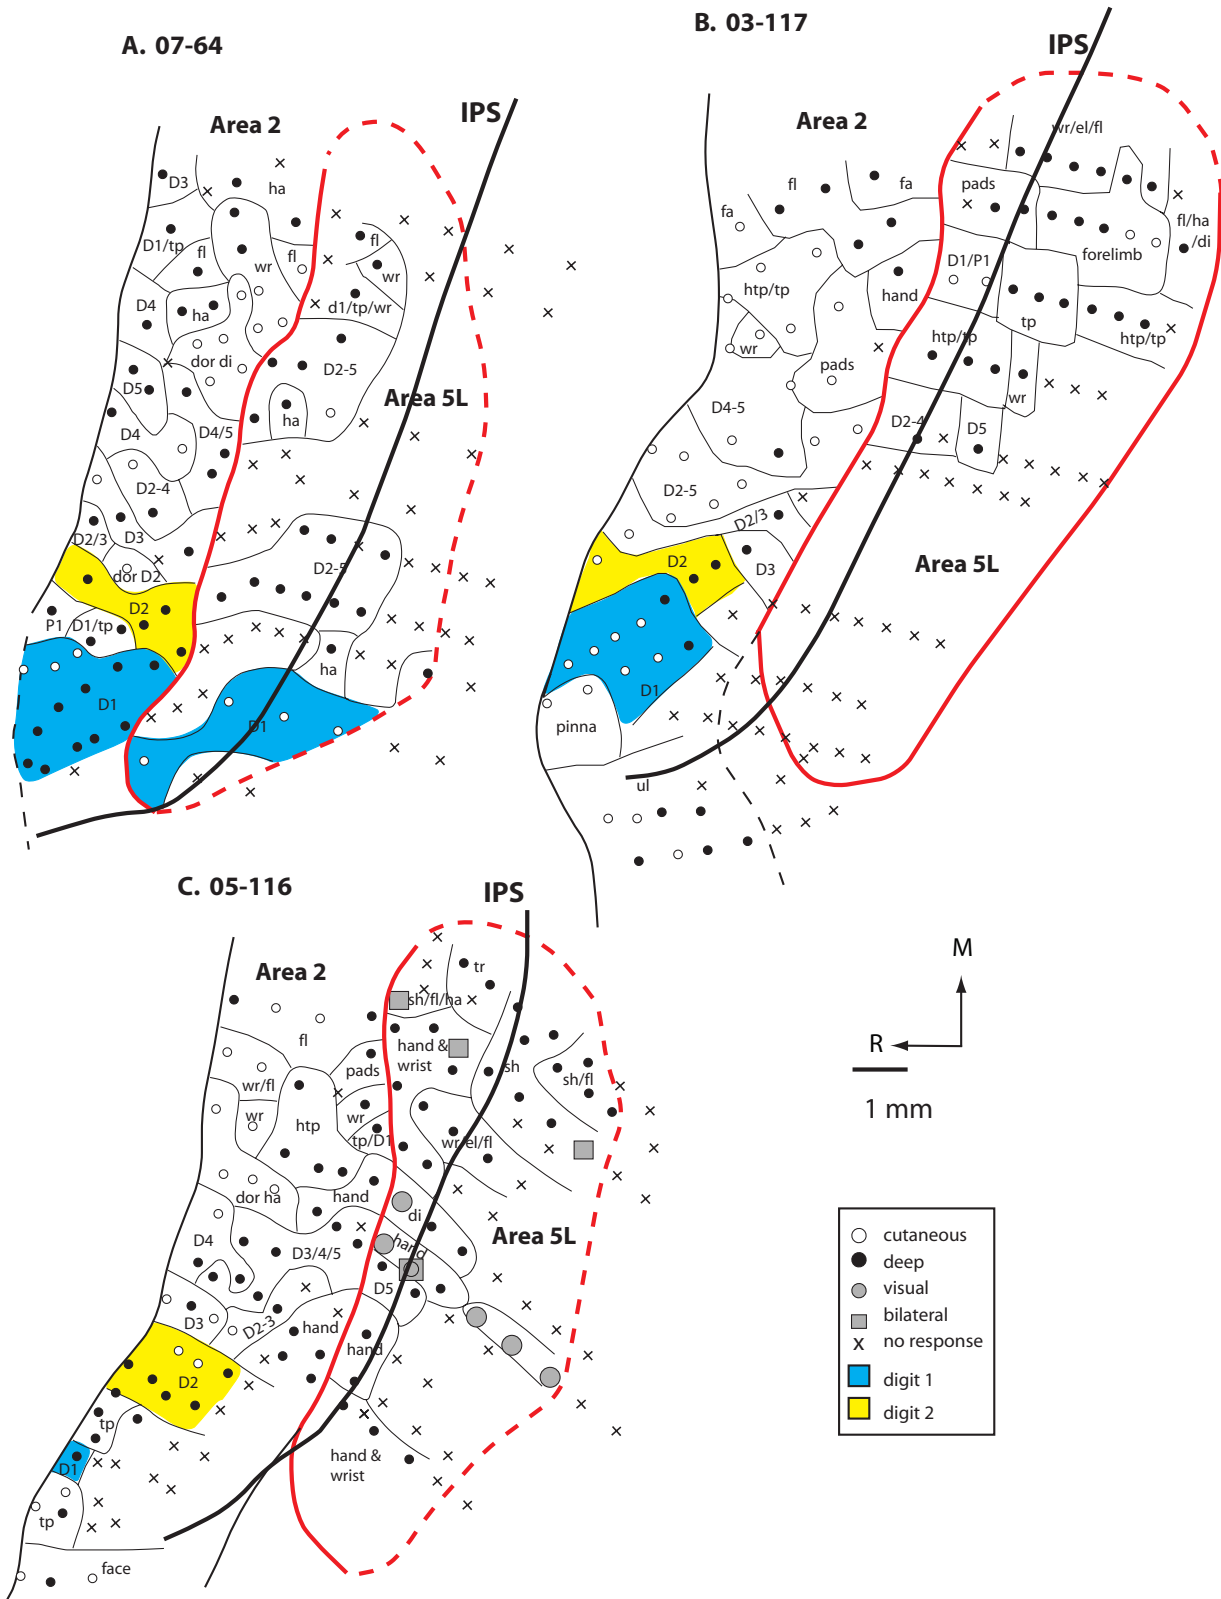 A. 07-64
Area 2
IPS
D3
ha
D1/tp
fl
fl
fl
wr
wr
D4
ha
d1/tp/wr
dor di
D2-5
D5
Area 5L
ha
D4
D4/5
D2-4
D2/3
D3
D2-5
dor D2
D2
P1
D1/tp
ha
D1
D1
B. 03-117
IPS
Area 2
wr/el/fl
fl
fa
pads
fa
fl/ha
/di
D1/P1
forelimb
htp/tp
hand
tp
htp/tp
htp/tp
wr
pads
wr
D4-5
D2-4
D5
D2-5
D2/3
D2
D3
Area 5L
D1
pinna
ul
C. 05-116
IPS
Area 2
tr
sh/fl/ha
fl
hand &
wrist
pads
sh
sh/fl
wr/fl
wr
htp
wr
tp/D1
wr/el/fl
dor ha
hand
di
D4
D3/4/5
hand
Area 5L
D5
D3
D2-3
hand
hand
D2
tp
D1
hand &
wrist
tp
face
M
R
1 mm
cutaneous
deep
visual
bilateral
x no response
digit 1
digit 2